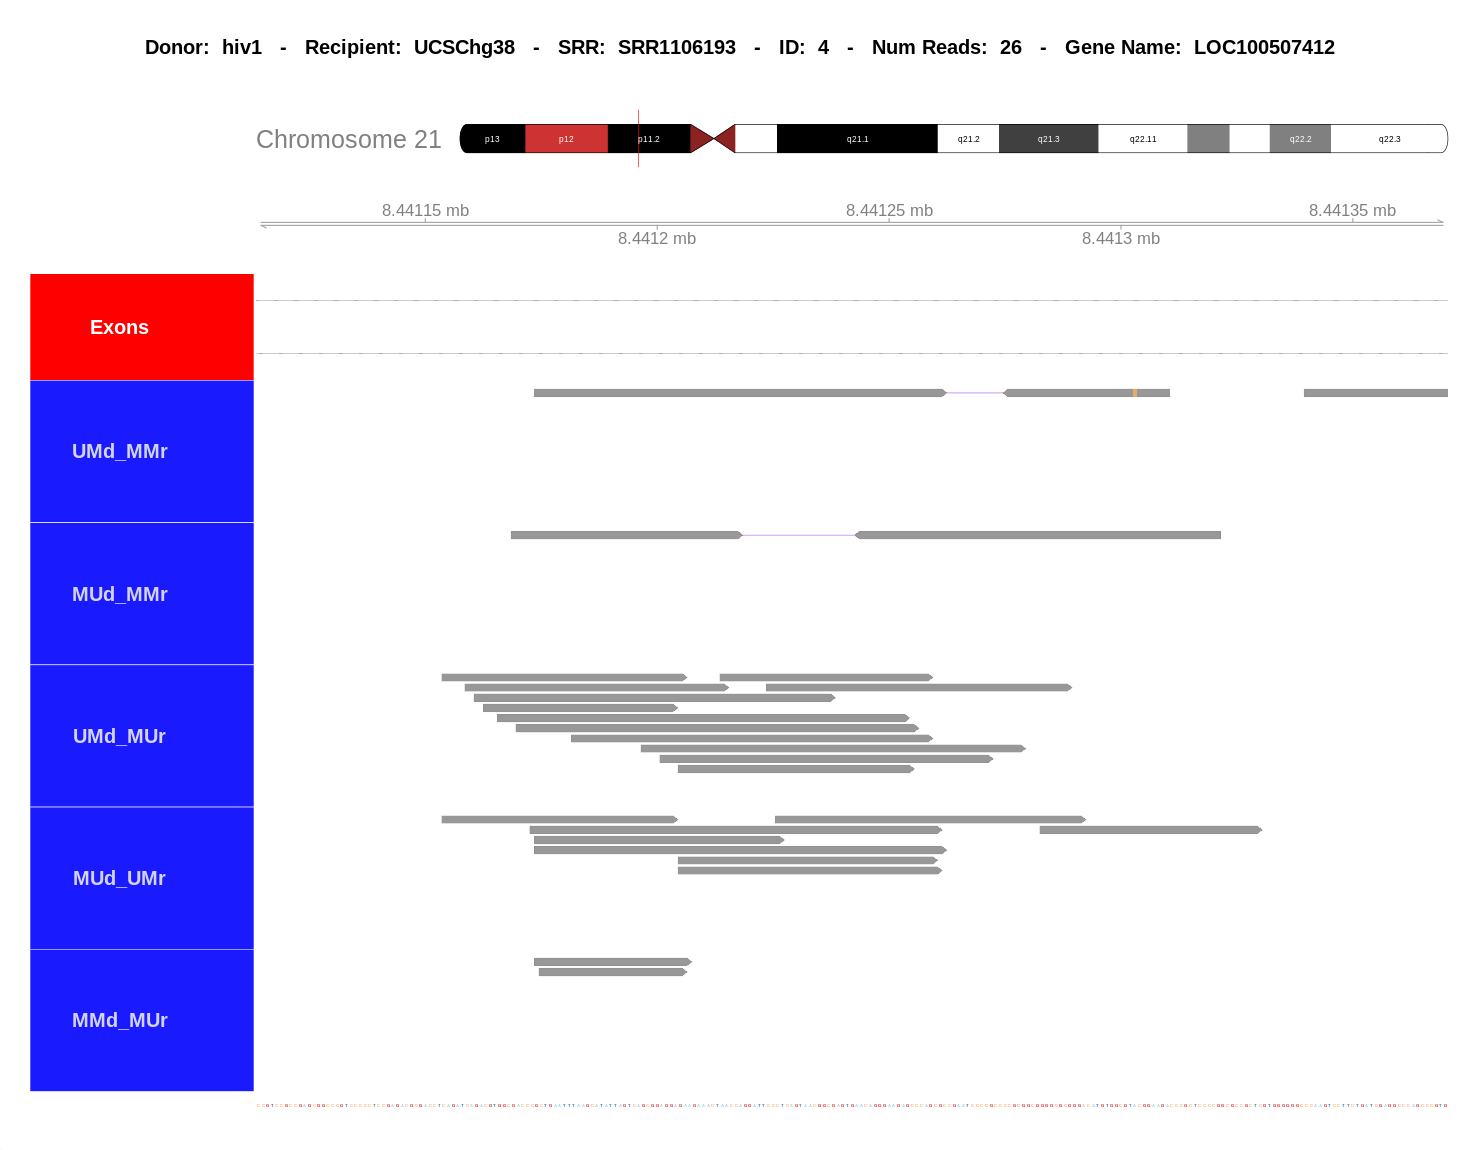 Donor: hiv1 - Recipient: UCSChg38 - SRR: SRR1106193 - ID: 4 - Num Reads: 26 - Gene Name: LOC100507412
Chromosome 21 p13 p12 p11.2 q21.1 q21.2 q21.3 q22.11 q22.2 q22.3
8.44115 mb 8.44125 mb 8.44135 mb
8.4412 mb 8.4413 mb
Exons
UMd_MMr
MUd_MMr
UMd_MUr
MUd_UMr
MMd_MUr